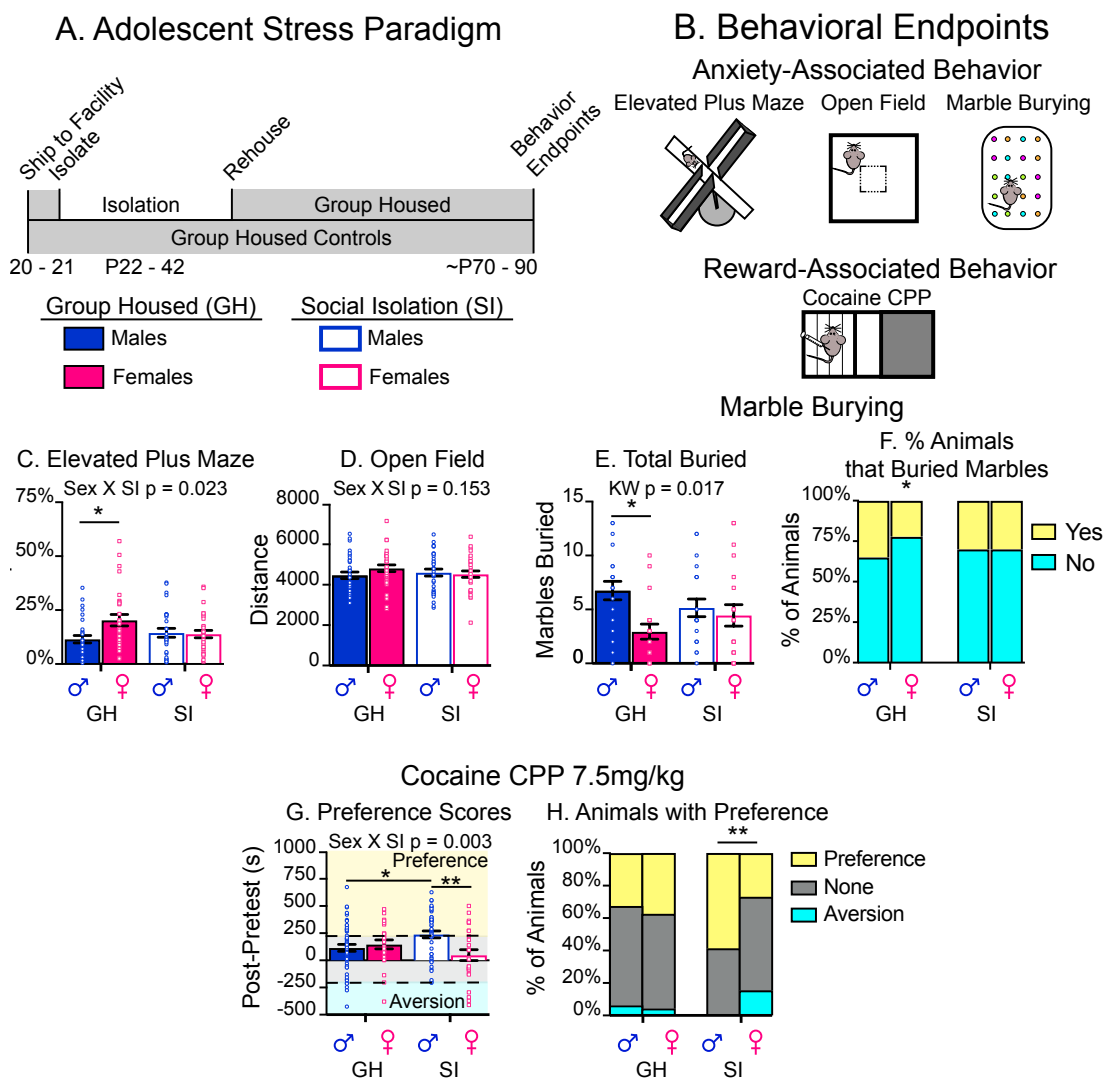 A. Adolescent Stress Paradigm
Ship to Facility
Isolate
Rehouse
Behavior
Endpoints
Isolation
Group Housed
Group Housed Controls
20 - 21
P22 - 42
~P70 - 90
Group Housed (GH)
Social Isolation (SI)
Males
Males
Females
Females
B. Behavioral Endpoints
Anxiety-Associated Behavior
Elevated Plus Maze
Open Field
Marble Burying
Reward-Associated Behavior
Cocaine CPP
C. Elevated Plus Maze
Sex X SI p = 0.023
75%
50%
25%
0%
*
♂ ♀ ♂ ♀
GH SI
D. Open Field
Sex X SI p = 0.153
Distance
8000
6000
4000
2000
0
♂ ♀ ♂ ♀
GH SI
Marble Burying
E. Total Buried
KW p = 0.017
Marbles Buried
15
10
5
0
*
♂ ♀ ♂ ♀
GH SI
F. % Animals
that Buried Marbles
% of Animals
100%
75%
50%
25%
0%
*
Yes
No
♂ ♀ ♂ ♀
GH SI
Cocaine CPP 7.5mg/kg
G. Preference Scores
Sex X SI p = 0.003
Post-Pretest (s)
1000
750
500
250
0
-250
-500
Preference
* **
Aversion
♂ ♀ ♂ ♀
GH SI
H. Animals with Preference
% of Animals
100%
80%
60%
40%
20%
0%
**
Preference
None
Aversion
♂ ♀ ♂ ♀
GH SI